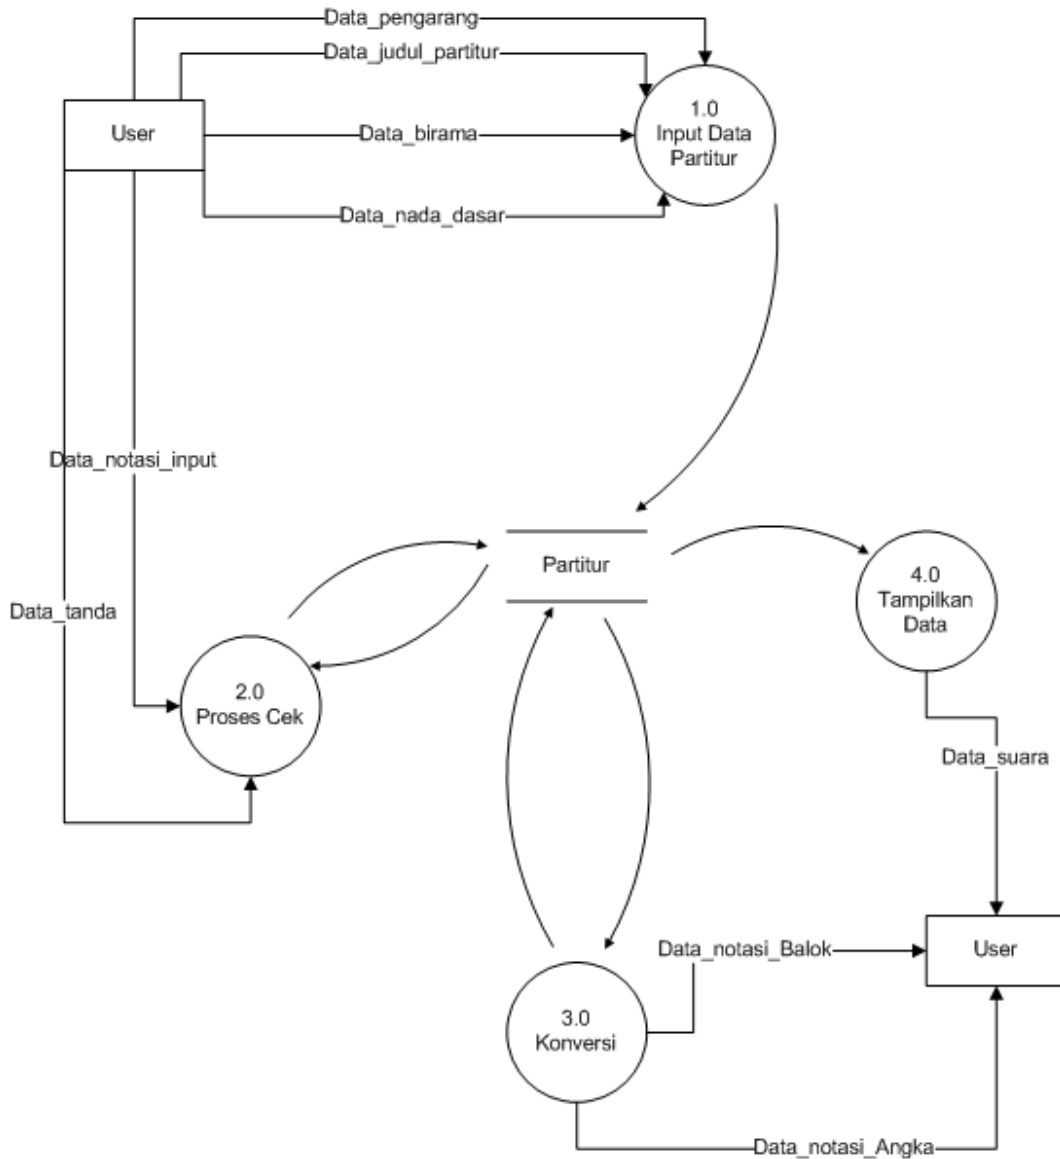 Data_pengarang
Data_judul_partitur
User
Data_birama
1.0
Input Data
Partitur
Data_nada_dasar
Data_notasi_input
Partitur
4.0
Tampilkan
Data
Data_tanda
2.0
Proses Cek
Data_suara
Data_notasi_Balok
User
3.0
Konversi
Data_notasi_Angka